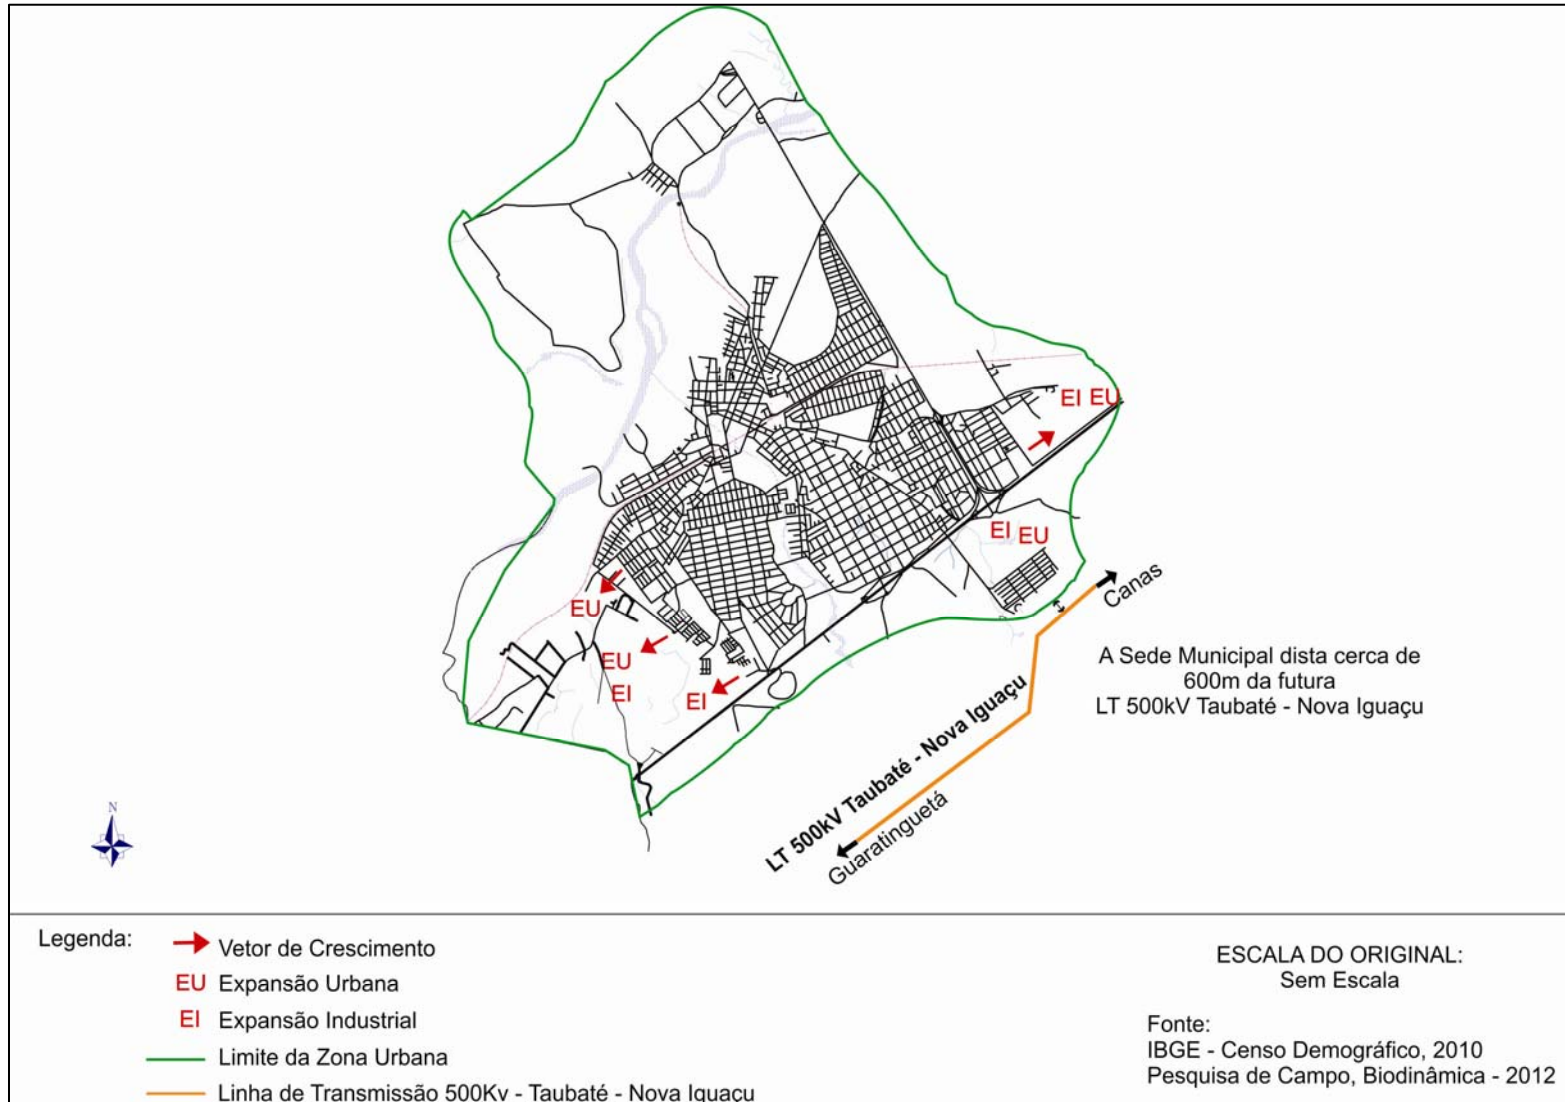 EI EU
EI EU
EU
EU
EI
EI
Canas
A Sede Municipal dista cerca de
600m da futura
LT 500kV Taubaté - Nova Iguaçu
LT 500kV Taubaté - Nova Iguaçu
Guaratinguetá
N
Legenda:
Vetor de Crescimento
EU Expansão Urbana
EI Expansão Industrial
Limite da Zona Urbana
Linha de Transmissão 500Kv - Taubaté - Nova Iguaçu
ESCALA DO ORIGINAL:
Sem Escala
Fonte:
IBGE - Censo Demográfico, 2010
Pesquisa de Campo, Biodinâmica - 2012